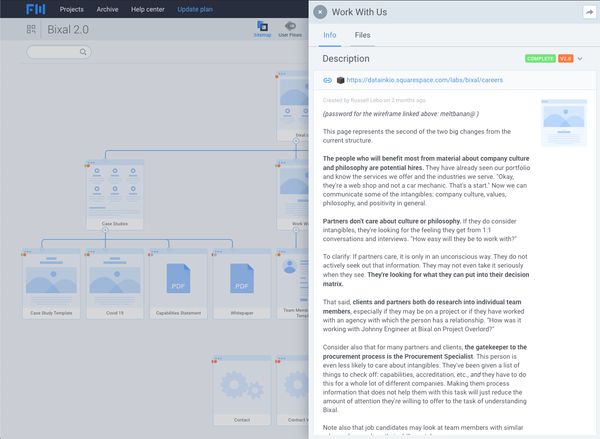 Projects
Archive
Help center
Update plan
Bixal 2.0
Sitemap
User Flows
Case Studies
Case Study Template
Covid 19
PDF
Capabilities Statement
PDF
Whitepaper
Contact
Work With Us
Info
Files
Description
COMPLETE
V2.0
https://datainkio.squarespace.com/labs/bixal/careers
Created by Russell Lobo on 2 months ago
(password for the wireframe linked above: meitbanan@ )
This page represents the second of the two big changes from the
current structure.
The people who will benefit most from material about company culture
and philosophy are potential hires. They have already seen our portfolio
and know the services we offer and the industries we serve. "Okay,
they're a web shop and not a car mechanic. That's a start." Now we can
communicate some of the intangibles: company culture, values,
philosophy, and positivity in general.
Partners don't care about culture or philosophy. If they do consider
intangibles, they're looking for the feeling they get from 1:1
conversations and interviews. "How easy will they be to work with?"
To clarify: If partners care, it is only in an unconscious way. They do not
actively seek out that information. They may not even take it seriously
when they see. They're looking for what they can put into their decision
matrix.
That said, clients and partners both do research into individual team
members, especially if they may be on a project or if they have worked
with an agency with which the person has a relationship. "How was it
working with Johnny Engineer at Bixal on Project Overlord?"
Consider also that for many partners and clients, the gatekeeper to the
procurement process is the Procurement Specialist. This person is
even less likely to care about intangibles. They've been given a list of
things to check off: capabilities, accreditation, etc., and they have to do
this for a whole lot of different companies. Making them process
information that does not help them with this task will just reduce the
amount of attention they're willing to offer to the task of understanding
Bixal.
Note also that job candidates may look at team members with similar